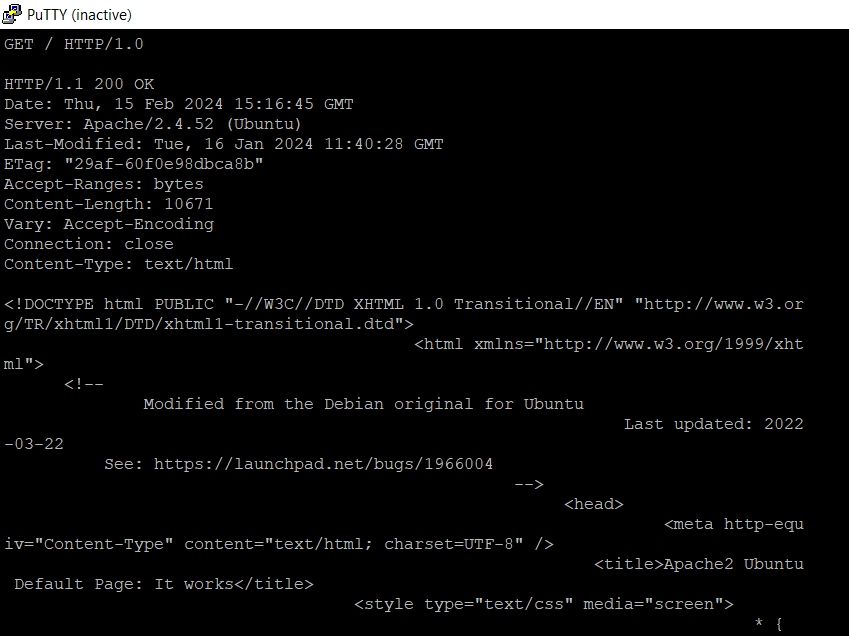 PuTTY (inactive)
GET / HTTP/1.0
HTTP/1.1 200 OK
Date: Thu, 15 Feb 2024 15:16:45 GMT
Server: Apache/2.4.52 (Ubuntu)
Last-Modified: Tue, 16 Jan 2024 11:40:28 GMT
ETag: "29af-60f0e98dbca8b"
Accept-Ranges: bytes
Content-Length: 10671
Vary: Accept-Encoding
Connection: close
Content-Type: text/html
<!DOCTYPE html PUBLIC "-//W3C//DTD XHTML 1.0 Transitional//EN" "http://www.w3.or
g/TR/xhtml1/DTD/xhtml1-transitional.dtd">
<html xmlns="http://www.w3.org/1999/xht
ml">
<!--
Modified from the Debian original for Ubuntu
Last updated: 2022
-03-22
See: https://launchpad.net/bugs/1966004
-->
<head>
<meta http-equ
iv="Content-Type" content="text/html; charset=UTF-8" />
<title>Apache2 Ubuntu
Default Page: It works</title>
<style type="text/css" media="screen">
* {